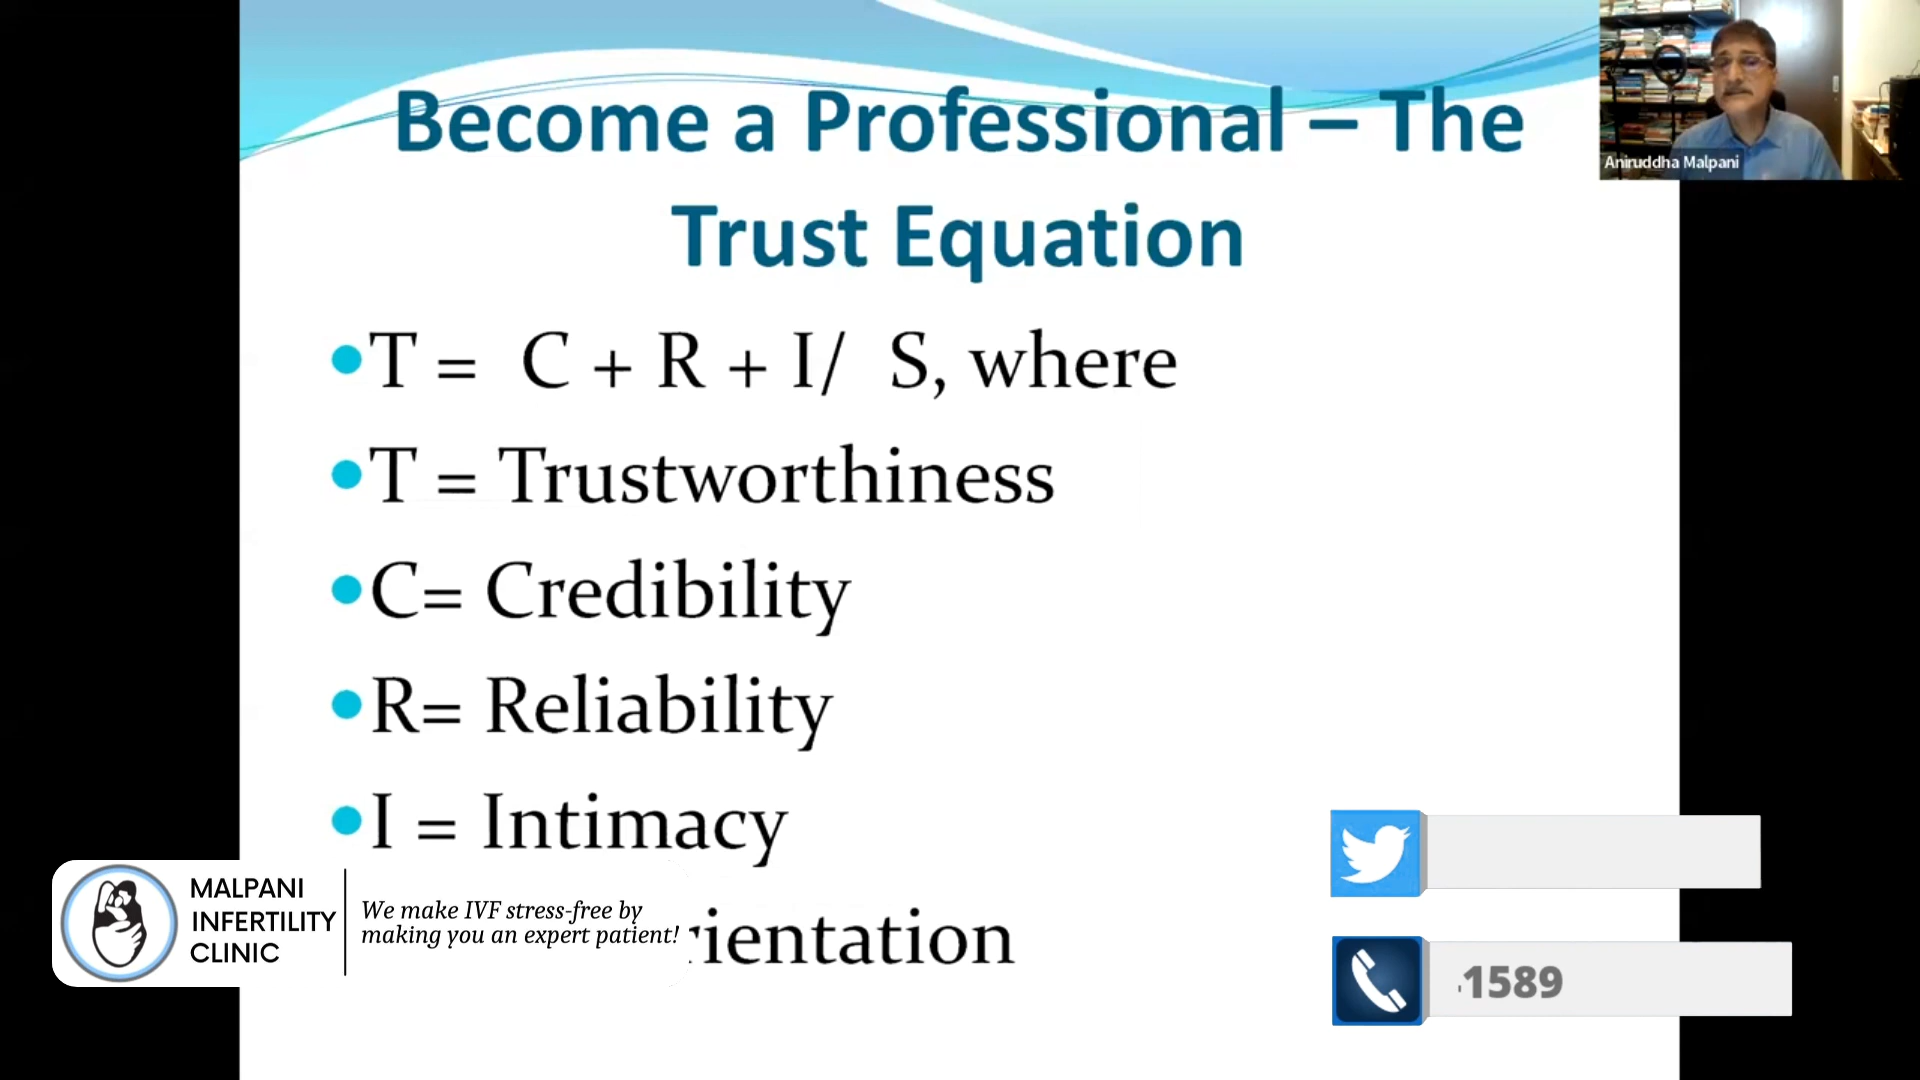 Become a Professional – The
Trust Equation
Aniruddha Malpani
•T = C + R + I/ S, where
•T = Trustworthiness
•C= Credibility
•R= Reliability
•I = Intimacy
MALPANI
INFERTILITY
CLINIC
We make IVF stress-free by
making you an expert patient!
rientation
1589